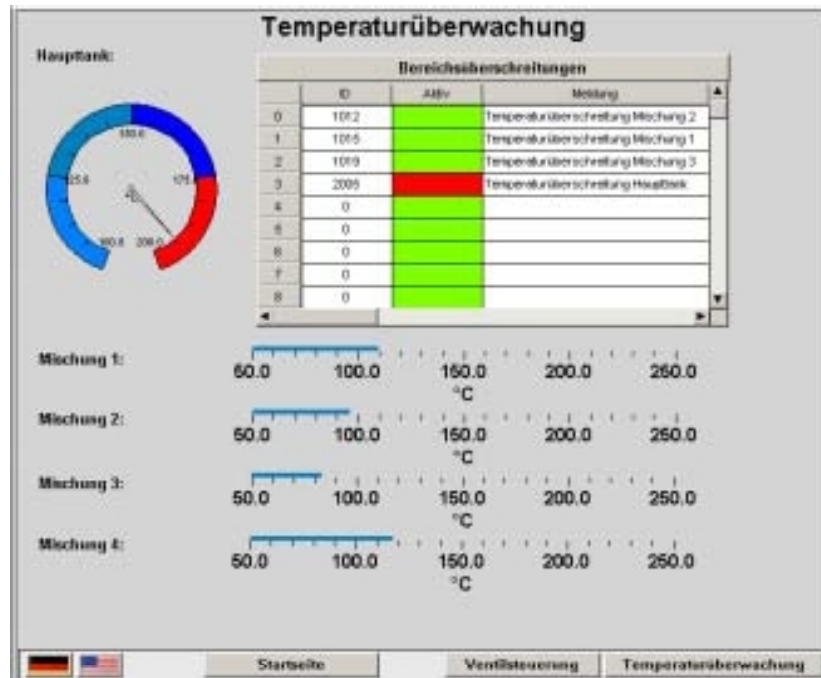 Temperaturüberwachung
Haupttank:
150.0
125.0
175.0
100.0 200.0
Bereichsüberschreitungen
ID Aktiv Meldung
0 1012 Temperaturüberschreitung Mischung 2
1 1015 Temperaturüberschreitung Mischung 1
2 1019 Temperaturüberschreitung Mischung 3
3 Temperaturüberschreitung Haupttank
4 0
5 0
6 0
7 0
8 0
Mischung 1:
50.0 100.0 150.0 200.0 250.0
°C
Mischung 2:
50.0 100.0 150.0 200.0 250.0
°C
Mischung 3:
50.0 100.0 150.0 200.0 250.0
°C
Mischung 4:
50.0 100.0 150.0 200.0 250.0
°C
Startseite Ventilsteuerung Temperaturüberwachung